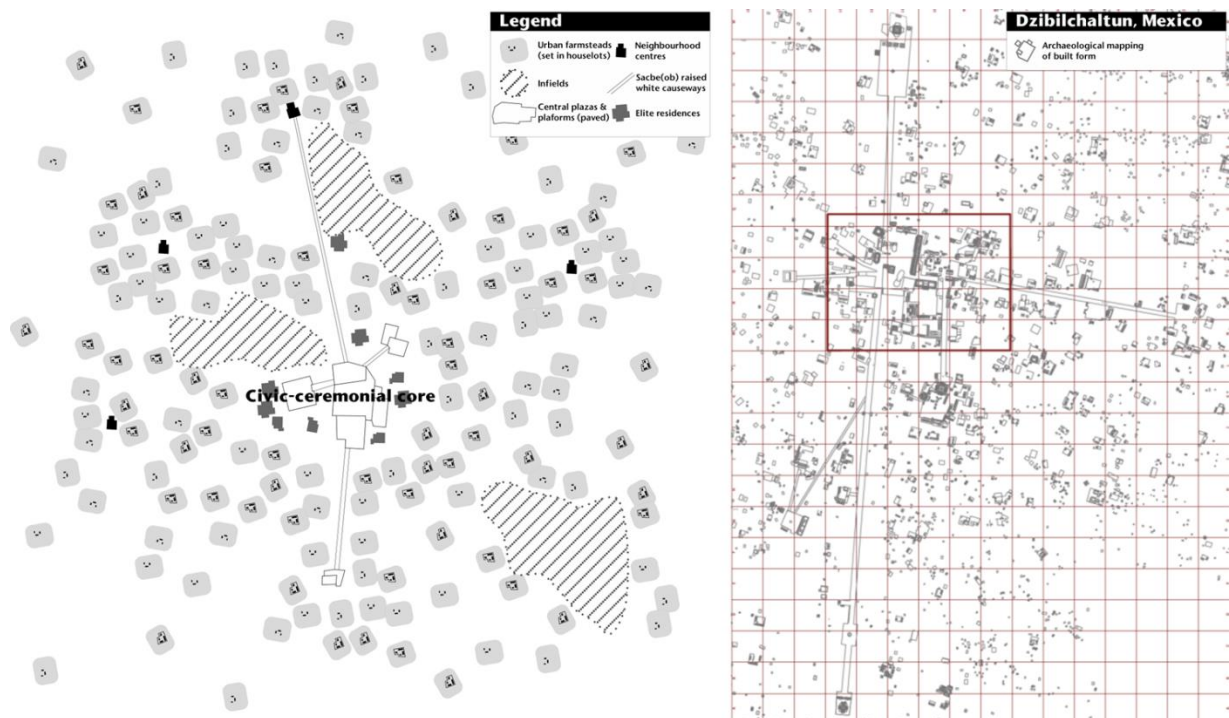 Legend
Urban farmsteads
(set in houselots)
Neighbourhood
centres
Infields
Sacbe(ob) raised
white causeways
Central plazas &
plaforms (paved)
Elite residences
Civic-ceremonial core
Dzibilchaltun, Mexico
Archaeological mapping
of built form